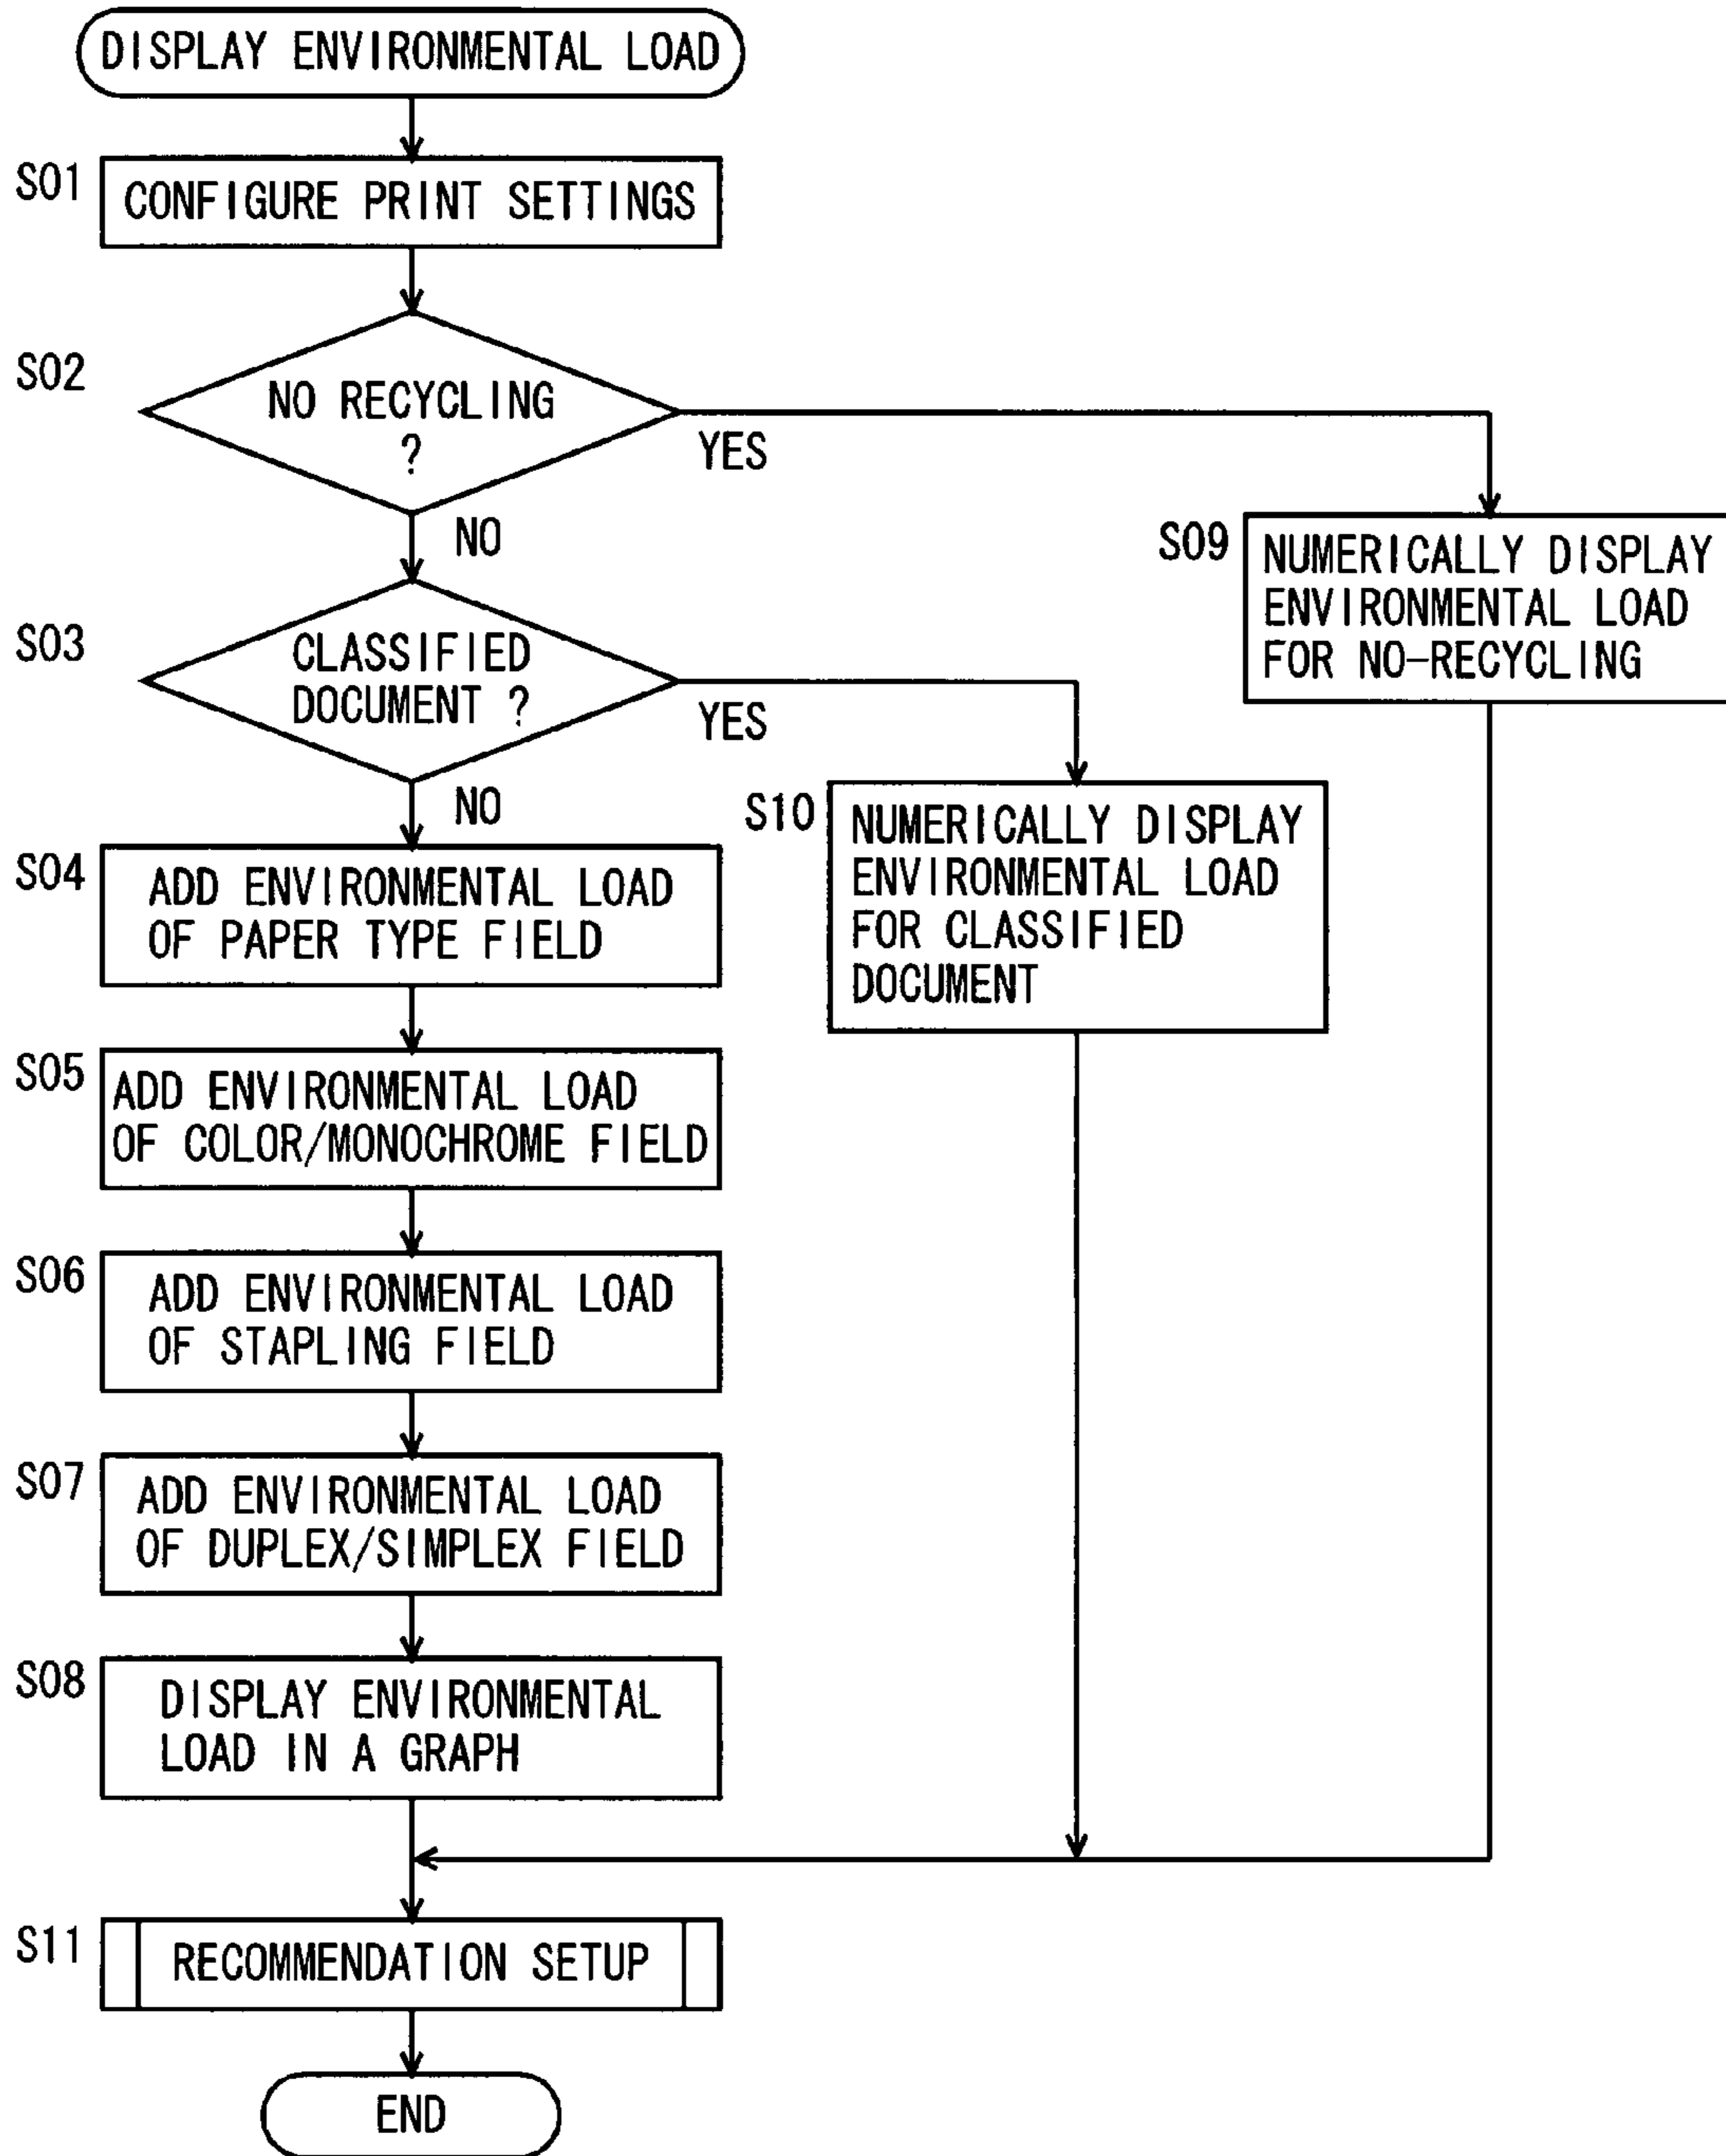 DISPLAY ENVIRONMENTAL LOAD
S01
CONFIGURE PRINT SETTINGS
S02
NO RECYCLING
?
YES
NO
S09
NUMERICALLY DISPLAY
ENVIRONMENTAL LOAD
FOR NO-RECYCLING
S03
CLASSIFIED
DOCUMENT ?
YES
NO
S10
NUMERICALLY DISPLAY
ENVIRONMENTAL LOAD
FOR CLASSIFIED
DOCUMENT
S04
ADD ENVIRONMENTAL LOAD
OF PAPER TYPE FIELD
S05
ADD ENVIRONMENTAL LOAD
OF COLOR/MONOCHROME FIELD
S06
ADD ENVIRONMENTAL LOAD
OF STAPLING FIELD
S07
ADD ENVIRONMENTAL LOAD
OF DUPLEX/SIMPLEX FIELD
S08
DISPLAY ENVIRONMENTAL
LOAD IN A GRAPH
S11
RECOMMENDATION SETUP
END